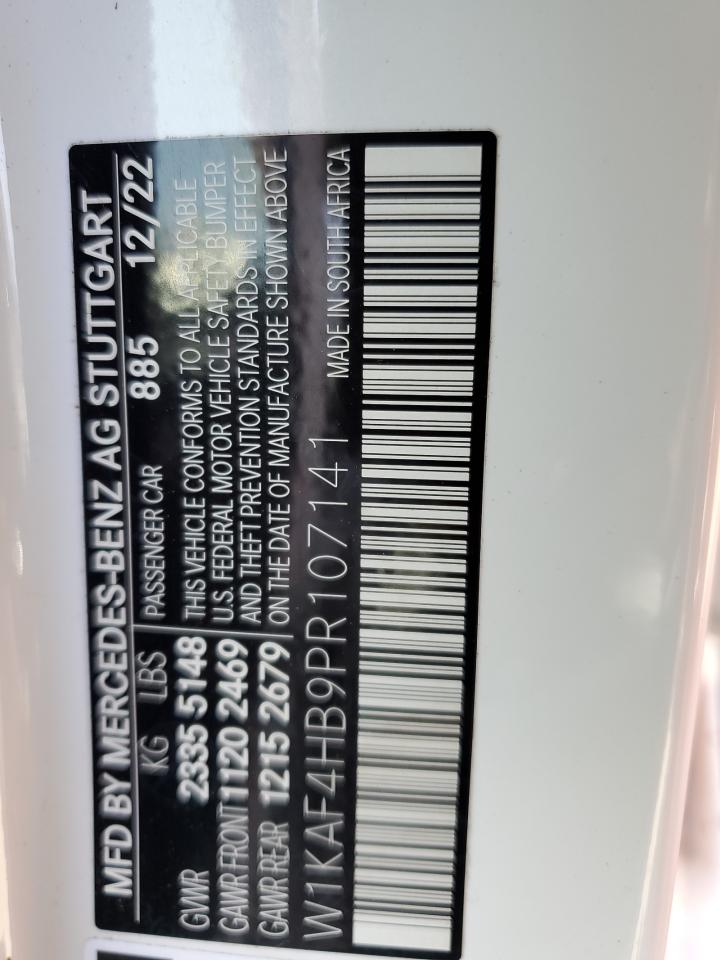 MFD BY MERCEDES-BENZ AG STUTTGART
KG LBS PASSENGER CAR 885 12/22
GVWR 2335 5148 THIS VEHICLE CONFORMS TO ALL APPLICABLE
GAWR FRONT 1120 2469 U.S. FEDERAL MOTOR VEHICLE SAFETY, BUMPER
GAWR REAR 1215 2679 AND THEFT PREVENTION STANDARDS IN EFFECT
ON THE DATE OF MANUFACTURE SHOWN ABOVE
W1KAF4HB9PR107141 MADE IN SOUTH AFRICA